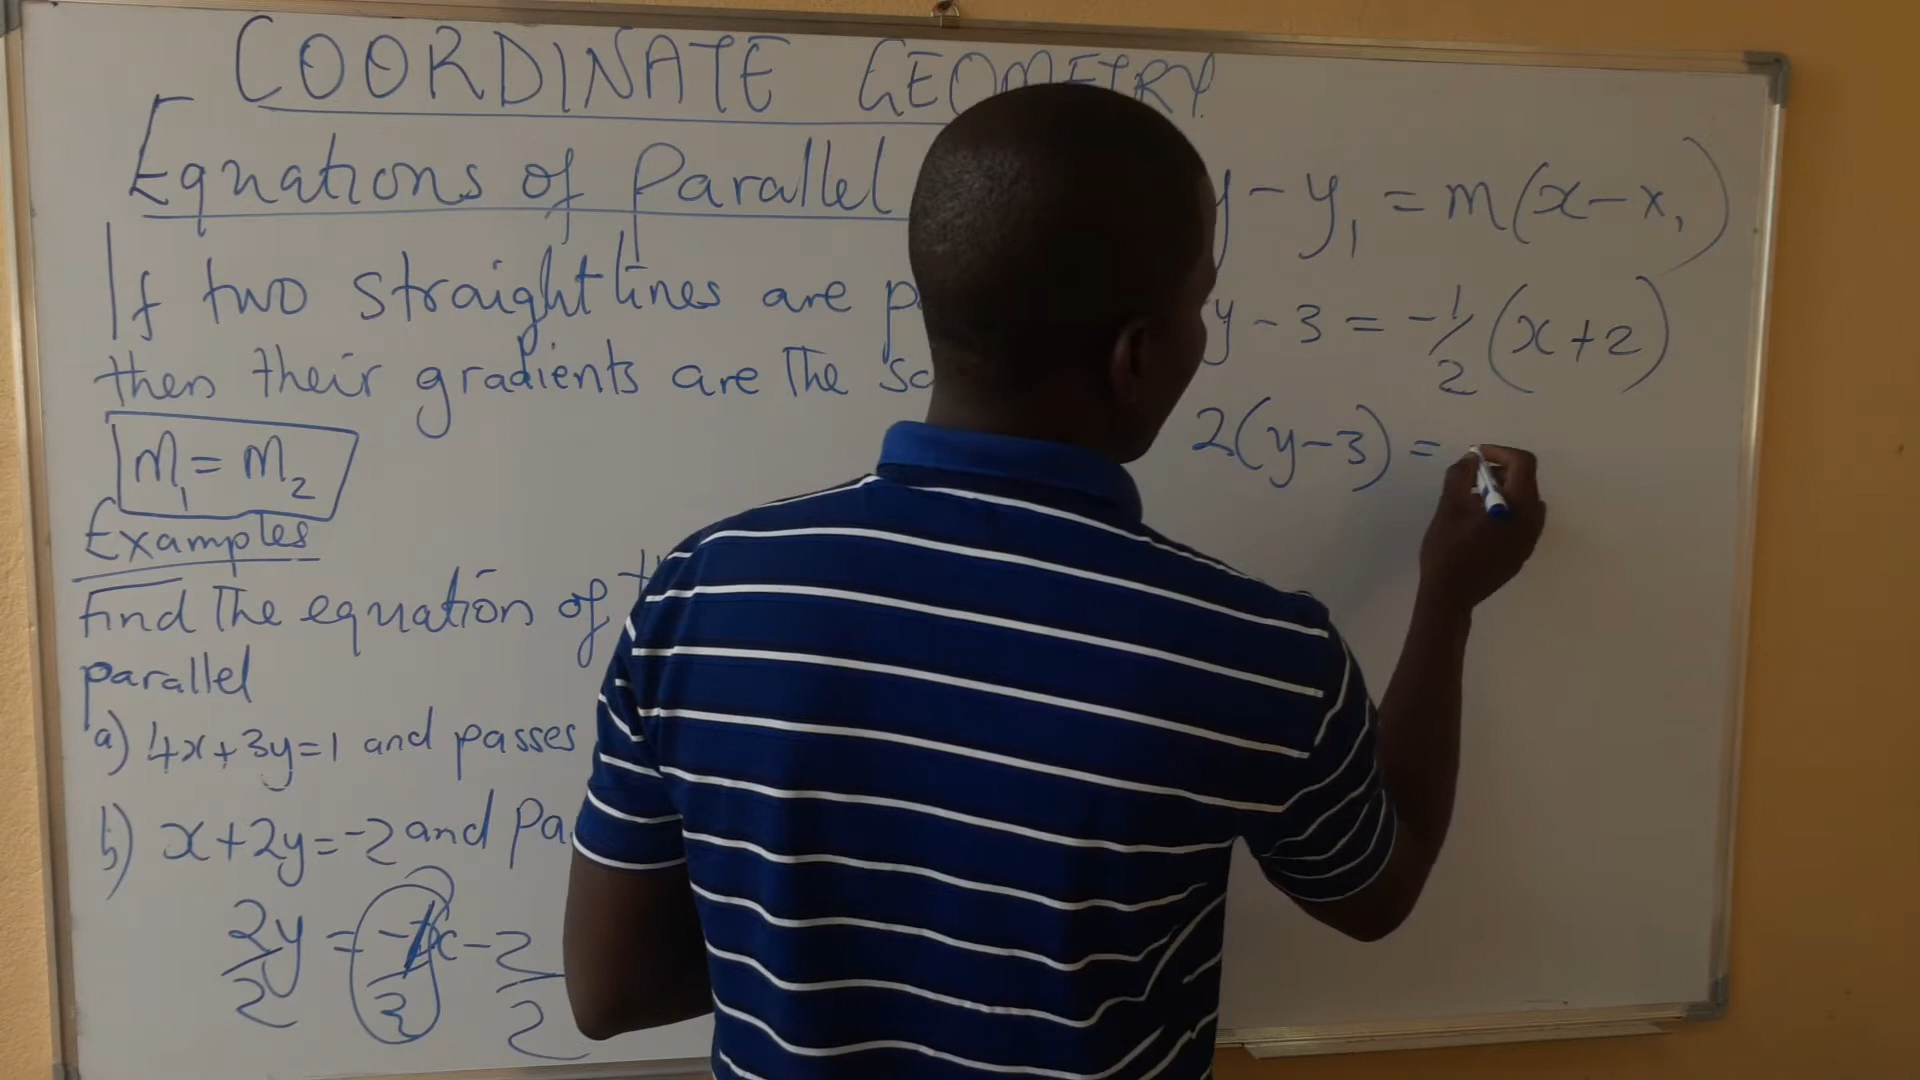 COORDINATE GEOMETRY
Equations of Parallel
If two straight lines are
then their gradients are the
m₁ = m₂
Examples
Find the equation of
parallel
a) 4x+3y=1 and passes
b) x+2y=-2 and
2y/2 = -1x/2 - 2/2
y - y₁ = m(x - x₁)
y - 3 = -1/2 (x + 2)
2(y - 3) =